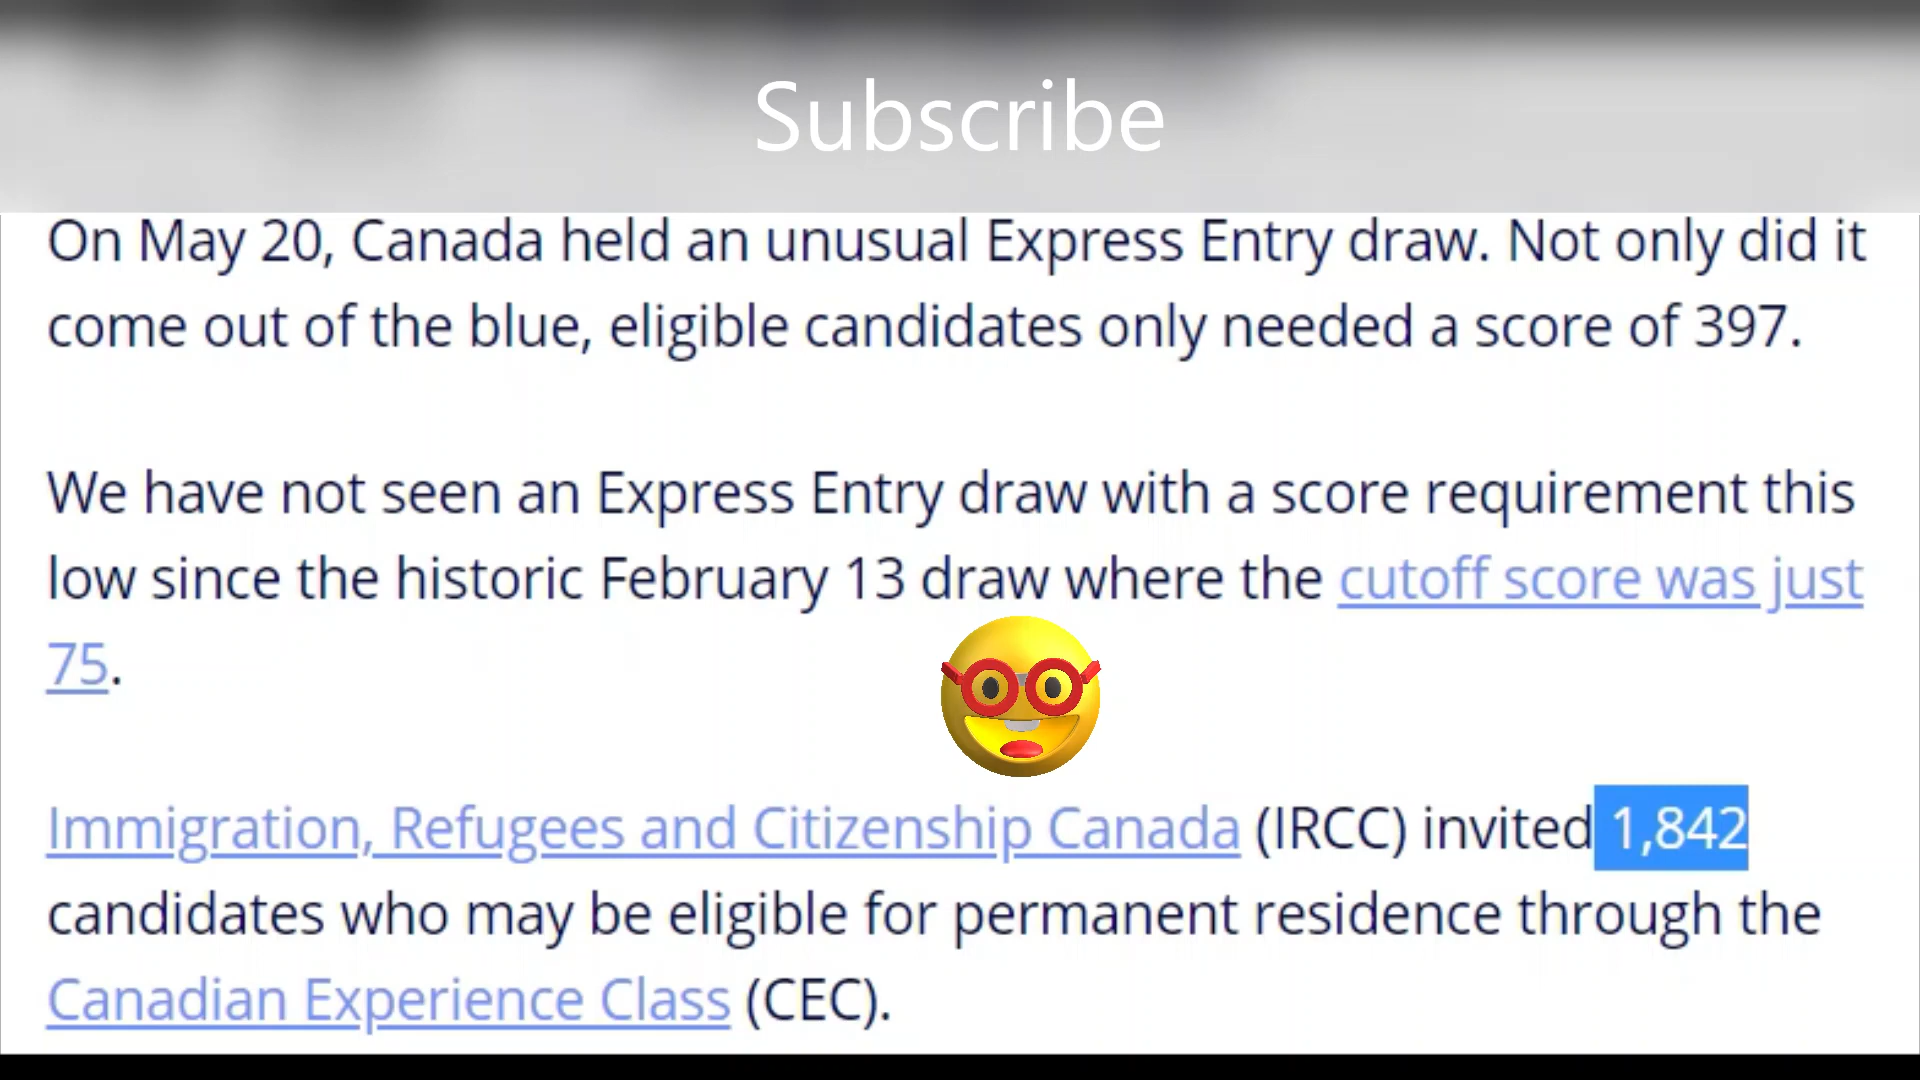 Subscribe
On May 20, Canada held an unusual Express Entry draw. Not only did it
come out of the blue, eligible candidates only needed a score of 397.
We have not seen an Express Entry draw with a score requirement this
low since the historic February 13 draw where the cutoff score was just
75.
Immigration, Refugees and Citizenship Canada (IRCC) invited 1,842
candidates who may be eligible for permanent residence through the
Canadian Experience Class (CEC).